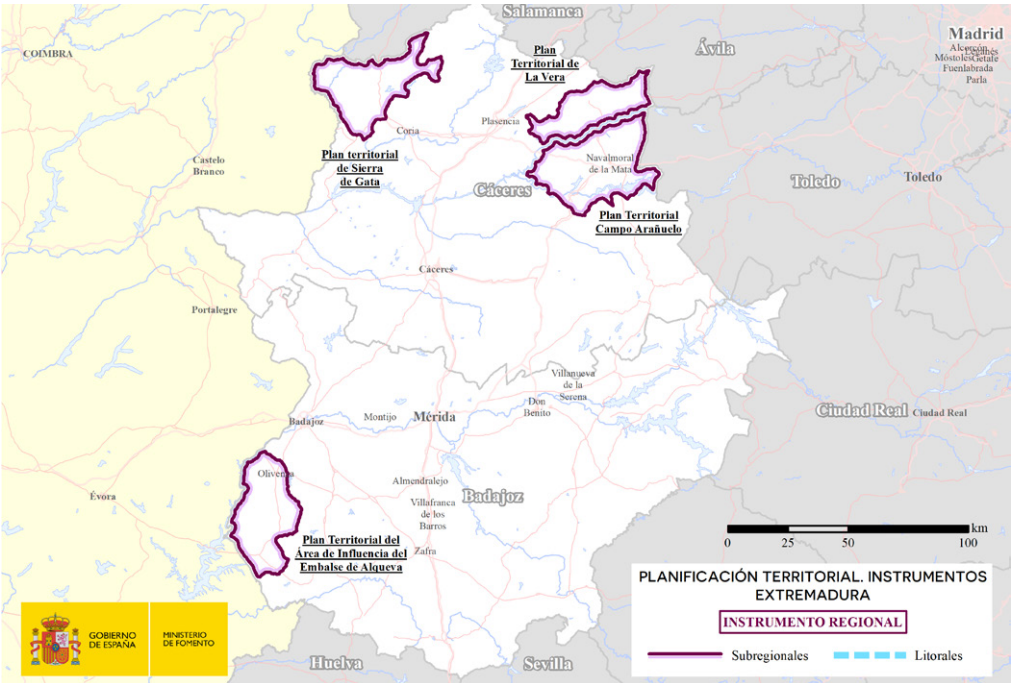 Salamanca
Madrid
COIMBRA
Ávila
Plan
Territorial de
La Vera
Alcorcón
Leganés
Móstoles
Getafe
Fuenlabrada
Parla
Plasencia
Coria
Plan territorial
de Sierra
de Gata
Castelo
Branco
Navalmoral
de la Mata
Cáceres
Toledo
Toledo
Plan Territorial
Campo Arañuelo
Cáceres
Portalegre
Villanueva
de la
Serena
Don
Benito
Montijo
Mérida
Badajoz
Ciudad Real
Ciudad Real
Olivenza
Almendralejo
Badajoz
Évora
Villafranca
de los
Barros
Plan Territorial del
Área de Influencia del
Embalse de Alqueva
Zafra
km
0 25 50 100
PLANIFICACIÓN TERRITORIAL. INSTRUMENTOS
EXTREMADURA
INSTRUMENTO REGIONAL
Subregionales
Litorales
GOBIERNO
DE ESPAÑA
MINISTERIO
DE FOMENTO
Huelva
Sevilla